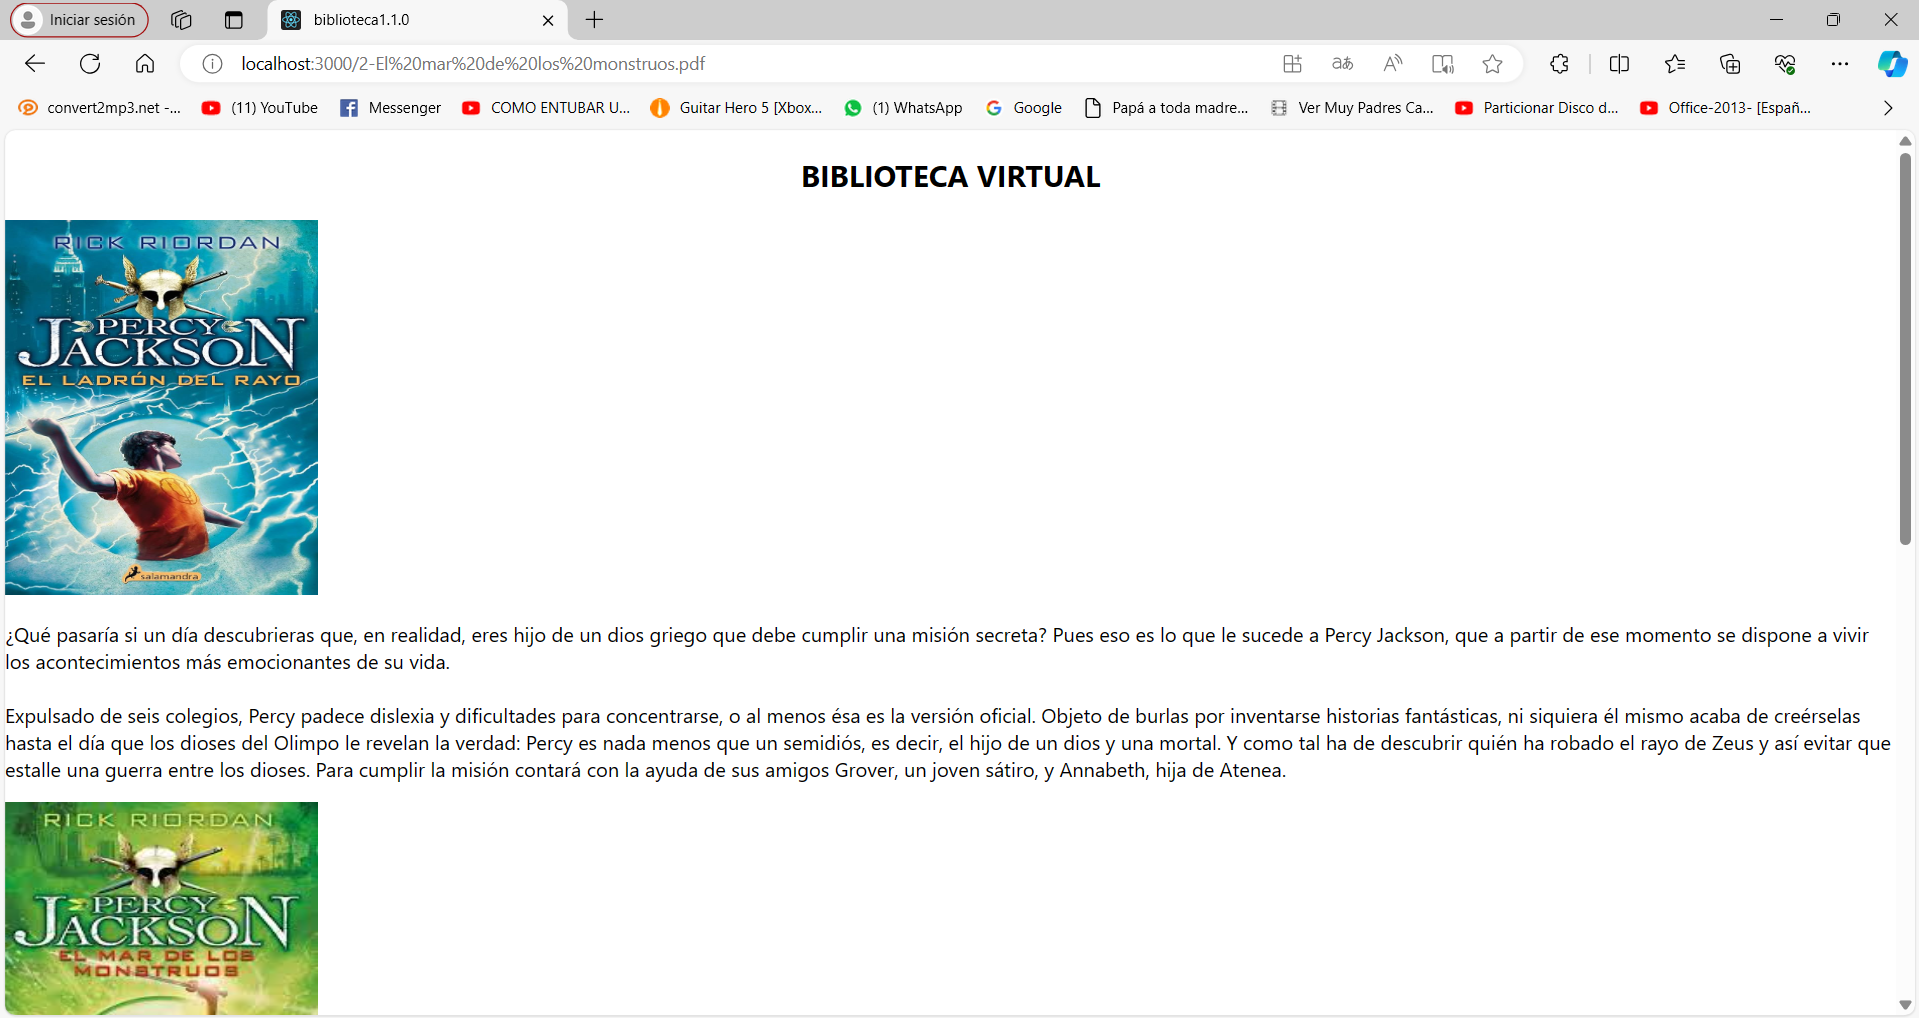 Iniciar sesión
biblioteca1.1.0
localhost:3000/2-El%20mar%20de%20los%20monstruos.pdf
convert2mp3.net -...
(11) YouTube
Messenger
COMO ENTUBAR U...
Guitar Hero 5 [Xbox...
(1) WhatsApp
Google
Papá a toda madre...
Ver Muy Padres Ca...
Particionar Disco d...
Office-2013- [Españ...
BIBLIOTECA VIRTUAL
RICK RIORDAN
PERCY
JACKSON
EL LADRÓN DEL RAYO
salamandra
¿Qué pasaría si un día descubrieras que, en realidad, eres hijo de un dios griego que debe cumplir una misión secreta? Pues eso es lo que le sucede a Percy Jackson, que a partir de ese momento se dispone a vivir
los acontecimientos más emocionantes de su vida.
Expulsado de seis colegios, Percy padece dislexia y dificultades para concentrarse, o al menos ésa es la versión oficial. Objeto de burlas por inventarse historias fantásticas, ni siquiera él mismo acaba de creérselas
hasta el día que los dioses del Olimpo le revelan la verdad: Percy es nada menos que un semidiós, es decir, el hijo de un dios y una mortal. Y como tal ha de descubrir quién ha robado el rayo de Zeus y así evitar que
estalle una guerra entre los dioses. Para cumplir la misión contará con la ayuda de sus amigos Grover, un joven sátiro, y Annabeth, hija de Atenea.
RICK RIORDAN
PERCY
JACKSON
EL MAR DE LOS
MONSTRUOS